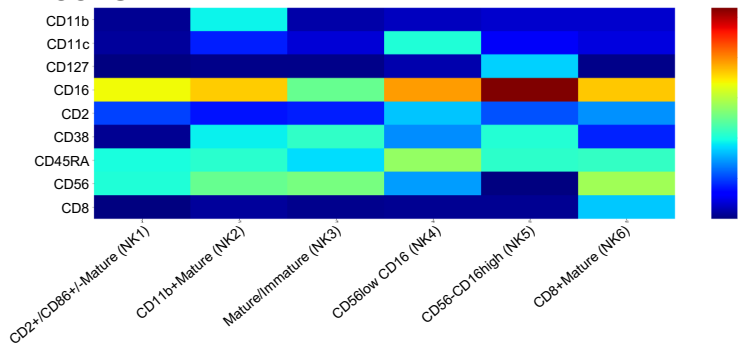 CD11b
CD11c
CD127
CD16
CD2
CD38
CD45RA
CD56
CD8
CD2+/CD86+/-Mature (NK1)
CD11b+Mature (NK2)
Mature/Immature (NK3)
CD56low CD16 (NK4)
CD56-CD16high (NK5)
CD8+Mature (NK6)